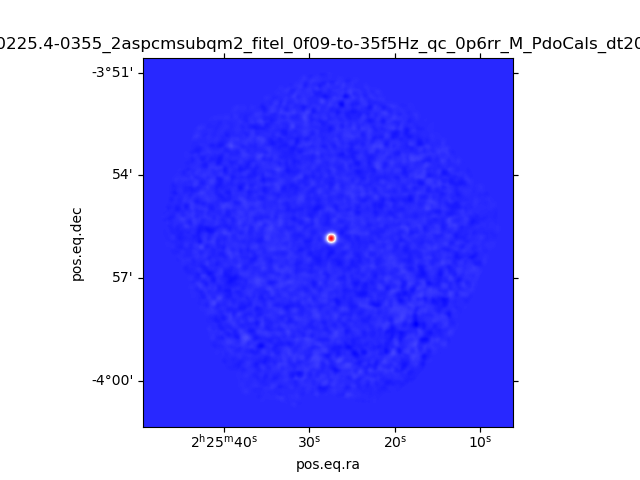 0225.4-0355_2aspcmsubqm2_fitel_0f09-to-35f5Hz_qc_0p6rr_M_PdoCals_dt20
-3°51'
54'
57'
-4°00'
pos.eq.dec
2h25m40s 30s 20s 10s
pos.eq.ra